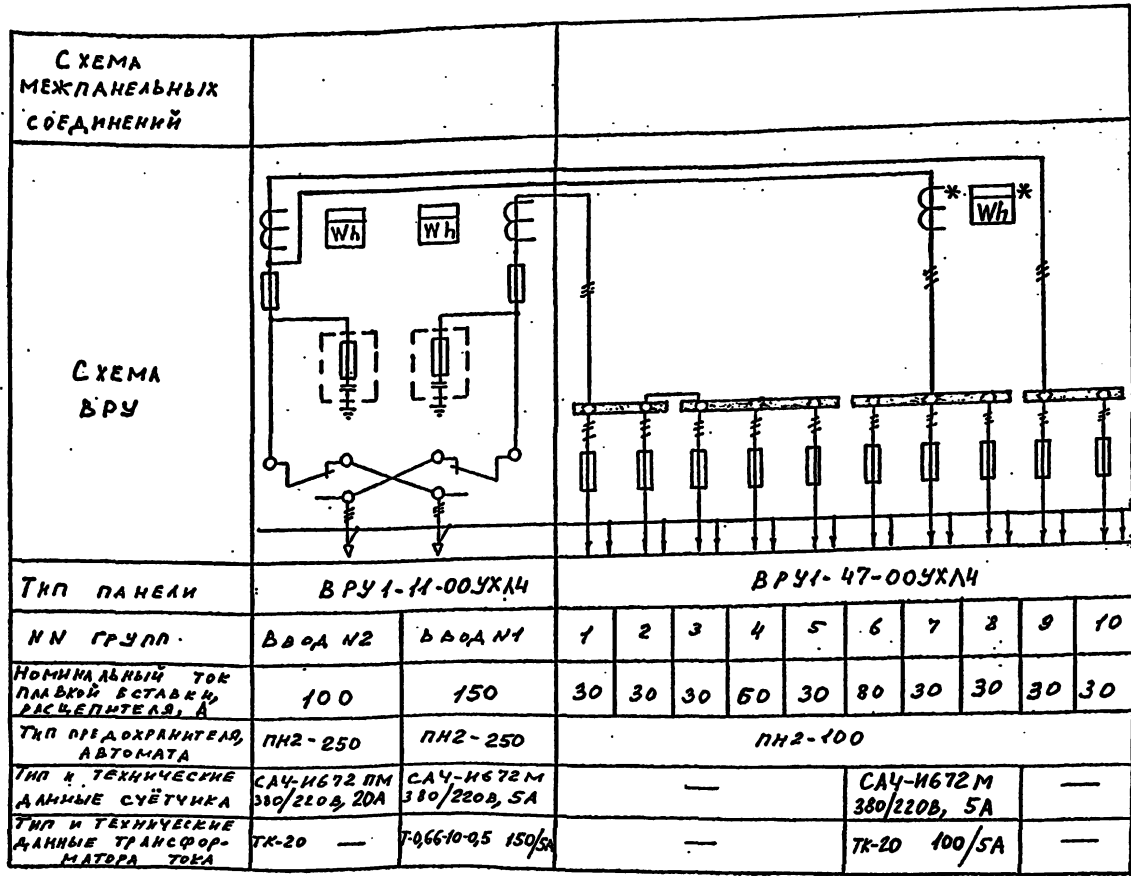 СХЕМА
МЕЖПАНЕЛЬНЫХ
СОЕДИНЕНИЙ
СХЕМА
ВРУ
Wh
Wh
* Wh *
ТИП ПАНЕЛИ
ВРУ1-11-00УХЛ4
ВРУ1-47-00УХЛ4
NN ГРУПП
ВВОД N2
ВВОД N1
1 2 3 4 5 6 7 8 9 10
НОМИНАЛЬНЫЙ ТОК
ПЛАВКОЙ ВСТАВКИ,
РАСЦЕПИТЕЛЯ, А
100
150
30 30 30 60 30 80 30 30 30 30
ТИП ПРЕДОХРАНИТЕЛЯ,
АВТОМАТА
ПН2-250
ПН2-250
ПН2-100
ТИП И ТЕХНИЧЕСКИЕ
ДАННЫЕ СЧЁТЧИКА
САЧ-И672 ПМ
380/220В, 20А
САЧ-И672М
380/220В, 5А
—
САЧ-И672М
380/220В, 5А
—
ТИП И ТЕХНИЧЕСКИЕ
ДАННЫЕ ТРАНСФОР-
МАТОРА ТОКА
ТК-20 —
Т-0,66-10-0,5 150/5А
—
ТК-20 100/5А
—